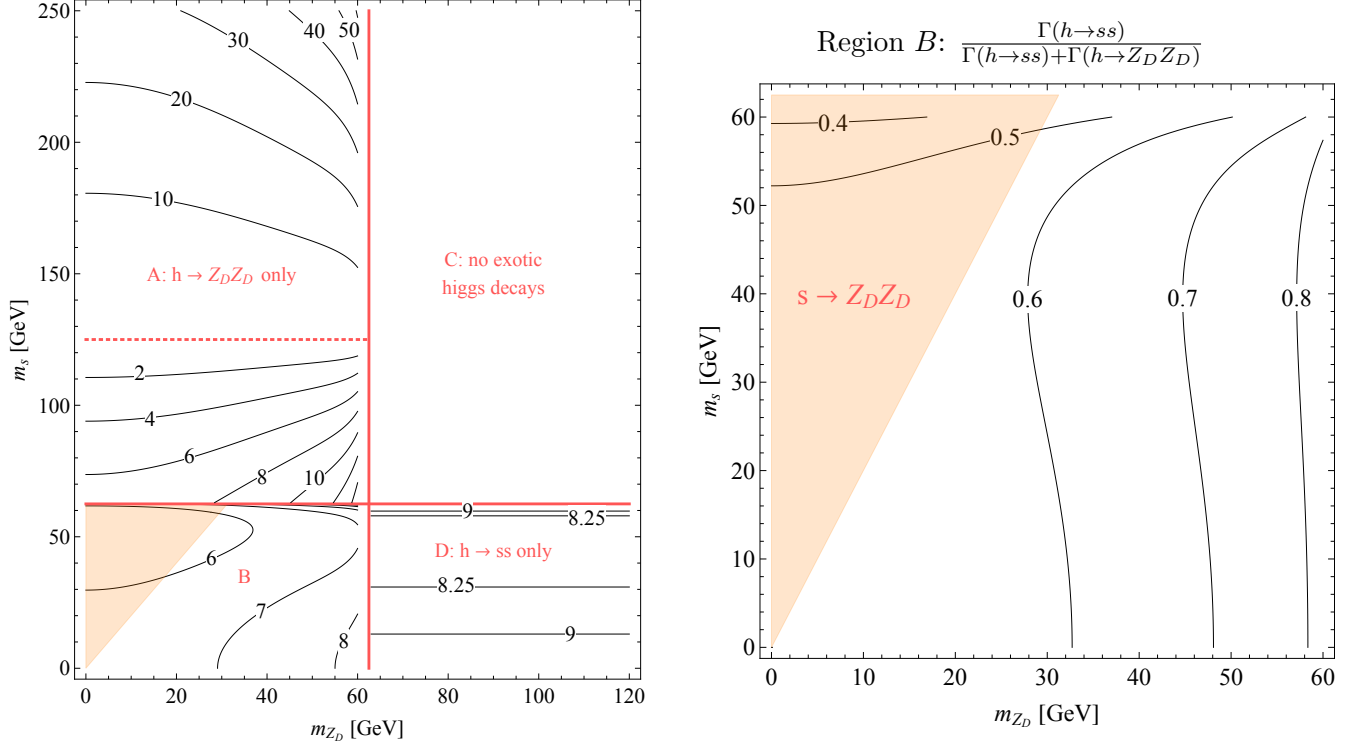 250
200
150
100
50
0
m_s [GeV]
0 20 40 60 80 100 120
m_{Z_D} [GeV]
30
40
50
20
10
A: h → Z_D Z_D only
C: no exotic
higgs decays
2
4
6
8
10
9
8.25
D: h → ss only
6
B
8.25
7
8
9
Region B: Γ(h→ss) / Γ(h→ss)+Γ(h→Z_D Z_D)
60
50
40
30
20
10
0
m_s [GeV]
0 10 20 30 40 50 60
m_{Z_D} [GeV]
0.4
0.5
s → Z_D Z_D
0.6
0.7
0.8